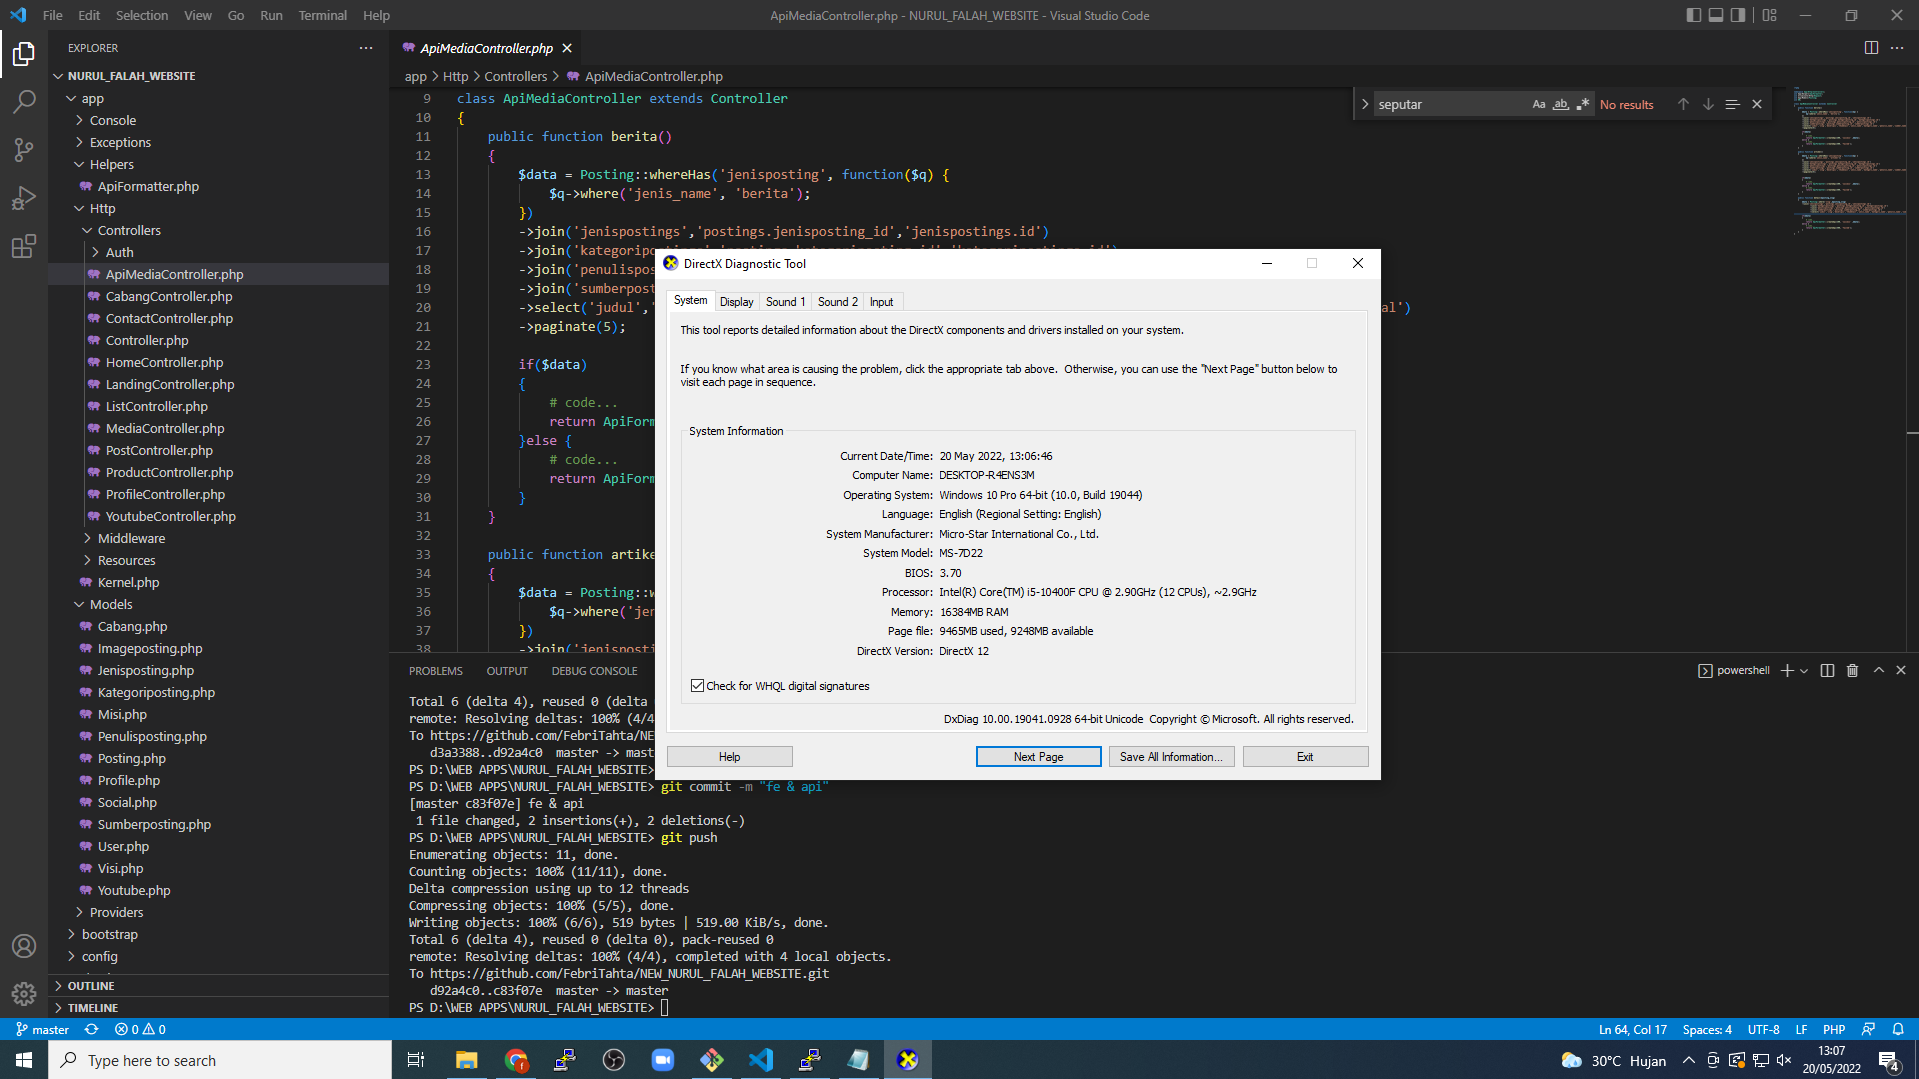 File Edit Selection View Go Run Terminal Help
ApiMediaController.php - NURUL_FALAH_WEBSITE - Visual Studio Code
EXPLORER
NURUL_FALAH_WEBSITE
app
Console
Exceptions
Helpers
ApiFormatter.php
Http
Controllers
Auth
ApiMediaController.php
CabangController.php
ContactController.php
Controller.php
HomeController.php
LandingController.php
ListController.php
MediaController.php
PostController.php
ProductController.php
ProfileController.php
YoutubeController.php
Middleware
Resources
Kernel.php
Models
Cabang.php
Imageposting.php
Jenisposting.php
Kategoriposting.php
Misi.php
Penulisposting.php
Posting.php
Profile.php
Social.php
Sumberposting.php
User.php
Visi.php
Youtube.php
Providers
bootstrap
config
OUTLINE
TIMELINE
ApiMediaController.php
app > Http > Controllers > ApiMediaController.php
seputar Aa ab No results
9 class ApiMediaController extends Controller
10 {
11 public function berita()
12 {
13 $data = Posting::whereHas('jenisposting', function($q) {
14 $q->where('jenis_name', 'berita');
15 })
16 ->join('jenispostings','postings.jenisposting_id','jenispostings.id')
17 ->join('kategoripo
18 ->join('penulispos
19 ->join('sumberpost
20 ->select('judul',' al')
21 ->paginate(5);
22
23 if($data)
24 {
25 # code...
26 return ApiForm
27 }else {
28 # code...
29 return ApiForm
30 }
31 }
32
33 public function artike
34 {
35 $data = Posting::w
36 $q->where('jen
37 })
38 ->join('jenisposti
DirectX Diagnostic Tool
System Display Sound 1 Sound 2 Input
This tool reports detailed information about the DirectX components and drivers installed on your system.
If you know what area is causing the problem, click the appropriate tab above. Otherwise, you can use the "Next Page" button below to
visit each page in sequence.
System Information
Current Date/Time: 20 May 2022, 13:06:46
Computer Name: DESKTOP-R4ENS3M
Operating System: Windows 10 Pro 64-bit (10.0, Build 19044)
Language: English (Regional Setting: English)
System Manufacturer: Micro-Star International Co., Ltd.
System Model: MS-7D22
BIOS: 3.70
Processor: Intel(R) Core(TM) i5-10400F CPU @ 2.90GHz (12 CPUs), ~2.9GHz
Memory: 16384MB RAM
Page file: 9465MB used, 9248MB available
DirectX Version: DirectX 12
Check for WHQL digital signatures
DxDiag 10.00.19041.0928 64-bit Unicode Copyright © Microsoft. All rights reserved.
Help Next Page Save All Information... Exit
PROBLEMS OUTPUT DEBUG CONSOLE
powershell
Total 6 (delta 4), reused 0 (delta
remote: Resolving deltas: 100% (4/4
To https://github.com/FebriTahta/NE
d3a3388..d92a4c0 master -> mast
PS D:\WEB APPS\NURUL_FALAH_WEBSITE>
PS D:\WEB APPS\NURUL_FALAH_WEBSITE> git commit -m "fe & api"
[master c83f07e] fe & api
1 file changed, 2 insertions(+), 2 deletions(-)
PS D:\WEB APPS\NURUL_FALAH_WEBSITE> git push
Enumerating objects: 11, done.
Counting objects: 100% (11/11), done.
Delta compression using up to 12 threads
Compressing objects: 100% (5/5), done.
Writing objects: 100% (6/6), 519 bytes | 519.00 KiB/s, done.
Total 6 (delta 4), reused 0 (delta 0), pack-reused 0
remote: Resolving deltas: 100% (4/4), completed with 4 local objects.
To https://github.com/FebriTahta/NEW_NURUL_FALAH_WEBSITE.git
d92a4c0..c83f07e master -> master
PS D:\WEB APPS\NURUL_FALAH_WEBSITE>
master 0 0
Ln 64, Col 17 Spaces: 4 UTF-8 LF PHP
Type here to search
30°C Hujan
13:07
20/05/2022
4